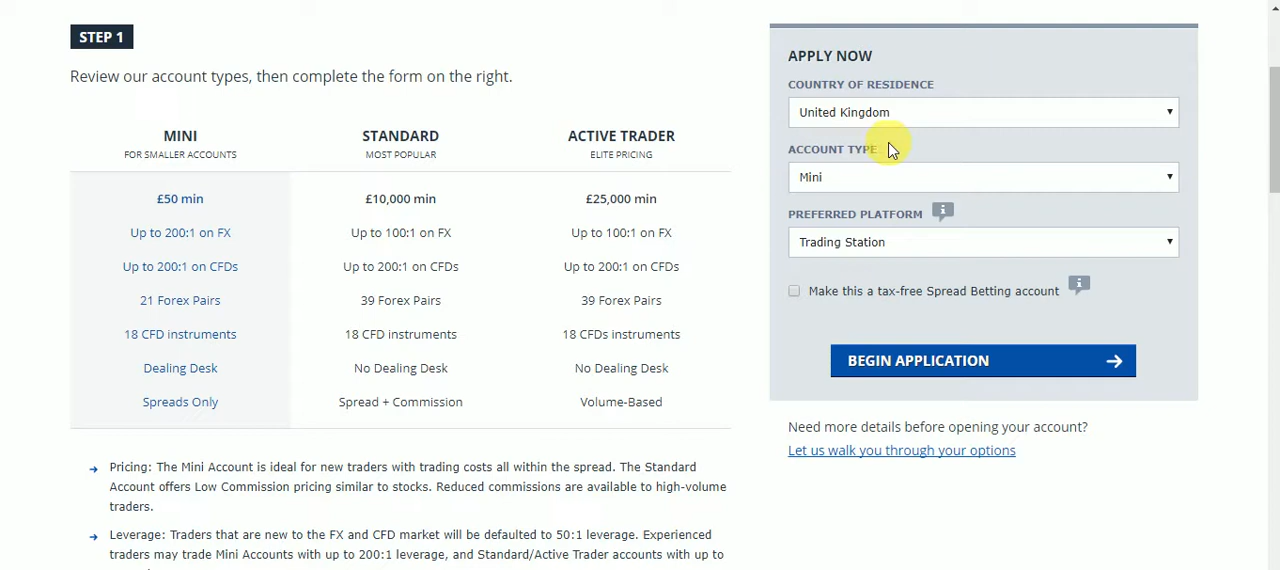 STEP 1
Review our account types, then complete the form on the right.
MINI STANDARD ACTIVE TRADER
FOR SMALLER ACCOUNTS MOST POPULAR ELITE PRICING
£50 min £10,000 min £25,000 min
Up to 200:1 on FX Up to 100:1 on FX Up to 100:1 on FX
Up to 200:1 on CFDs Up to 200:1 on CFDs Up to 200:1 on CFDs
21 Forex Pairs 39 Forex Pairs 39 Forex Pairs
18 CFD instruments 18 CFD instruments 18 CFDs instruments
Dealing Desk No Dealing Desk No Dealing Desk
Spreads Only Spread + Commission Volume-Based
Pricing: The Mini Account is ideal for new traders with trading costs all within the spread. The Standard
Account offers Low Commission pricing similar to stocks. Reduced commissions are available to high-volume
traders.
Leverage: Traders that are new to the FX and CFD market will be defaulted to 50:1 leverage. Experienced
traders may trade Mini Accounts with up to 200:1 leverage, and Standard/Active Trader accounts with up to
APPLY NOW
COUNTRY OF RESIDENCE
United Kingdom
ACCOUNT TYPE
Mini
PREFERRED PLATFORM
Trading Station
Make this a tax-free Spread Betting account
BEGIN APPLICATION
Need more details before opening your account?
Let us walk you through your options